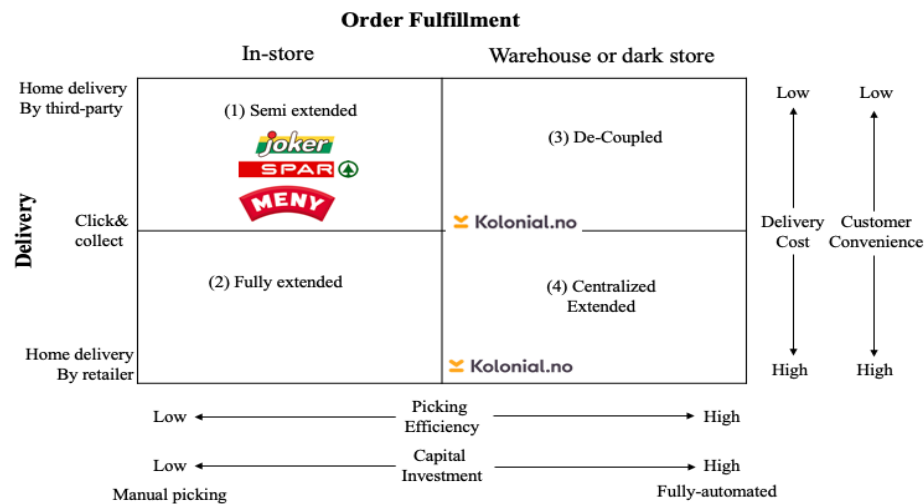 Order Fulfillment
In-store
Warehouse or dark store
Home delivery
By third-party
(1) Semi extended
joker
SPAR
MENY
(3) De-Coupled
Low
Low
Delivery
Click&
collect
Kolonial.no
Delivery
Cost
Customer
Convenience
(2) Fully extended
(4) Centralized
Extended
Home delivery
By retailer
Kolonial.no
High
High
Low
Picking
Efficiency
High
Low
Capital
Investment
High
Manual picking
Fully-automated